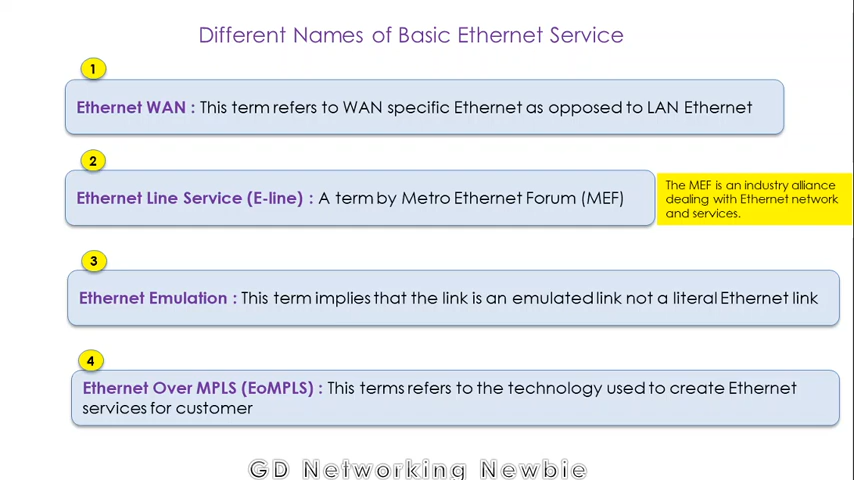 Different Names of Basic Ethernet Service
1
Ethernet WAN : This term refers to WAN specific Ethernet as opposed to LAN Ethernet
2
Ethernet Line Service (E-line) : A term by Metro Ethernet Forum (MEF)
The MEF is an industry alliance
dealing with Ethernet network
and services.
3
Ethernet Emulation : This term implies that the link is an emulated link not a literal Ethernet link
4
Ethernet Over MPLS (EoMPLS) : This terms refers to the technology used to create Ethernet
services for customer
GD Networking Newbie